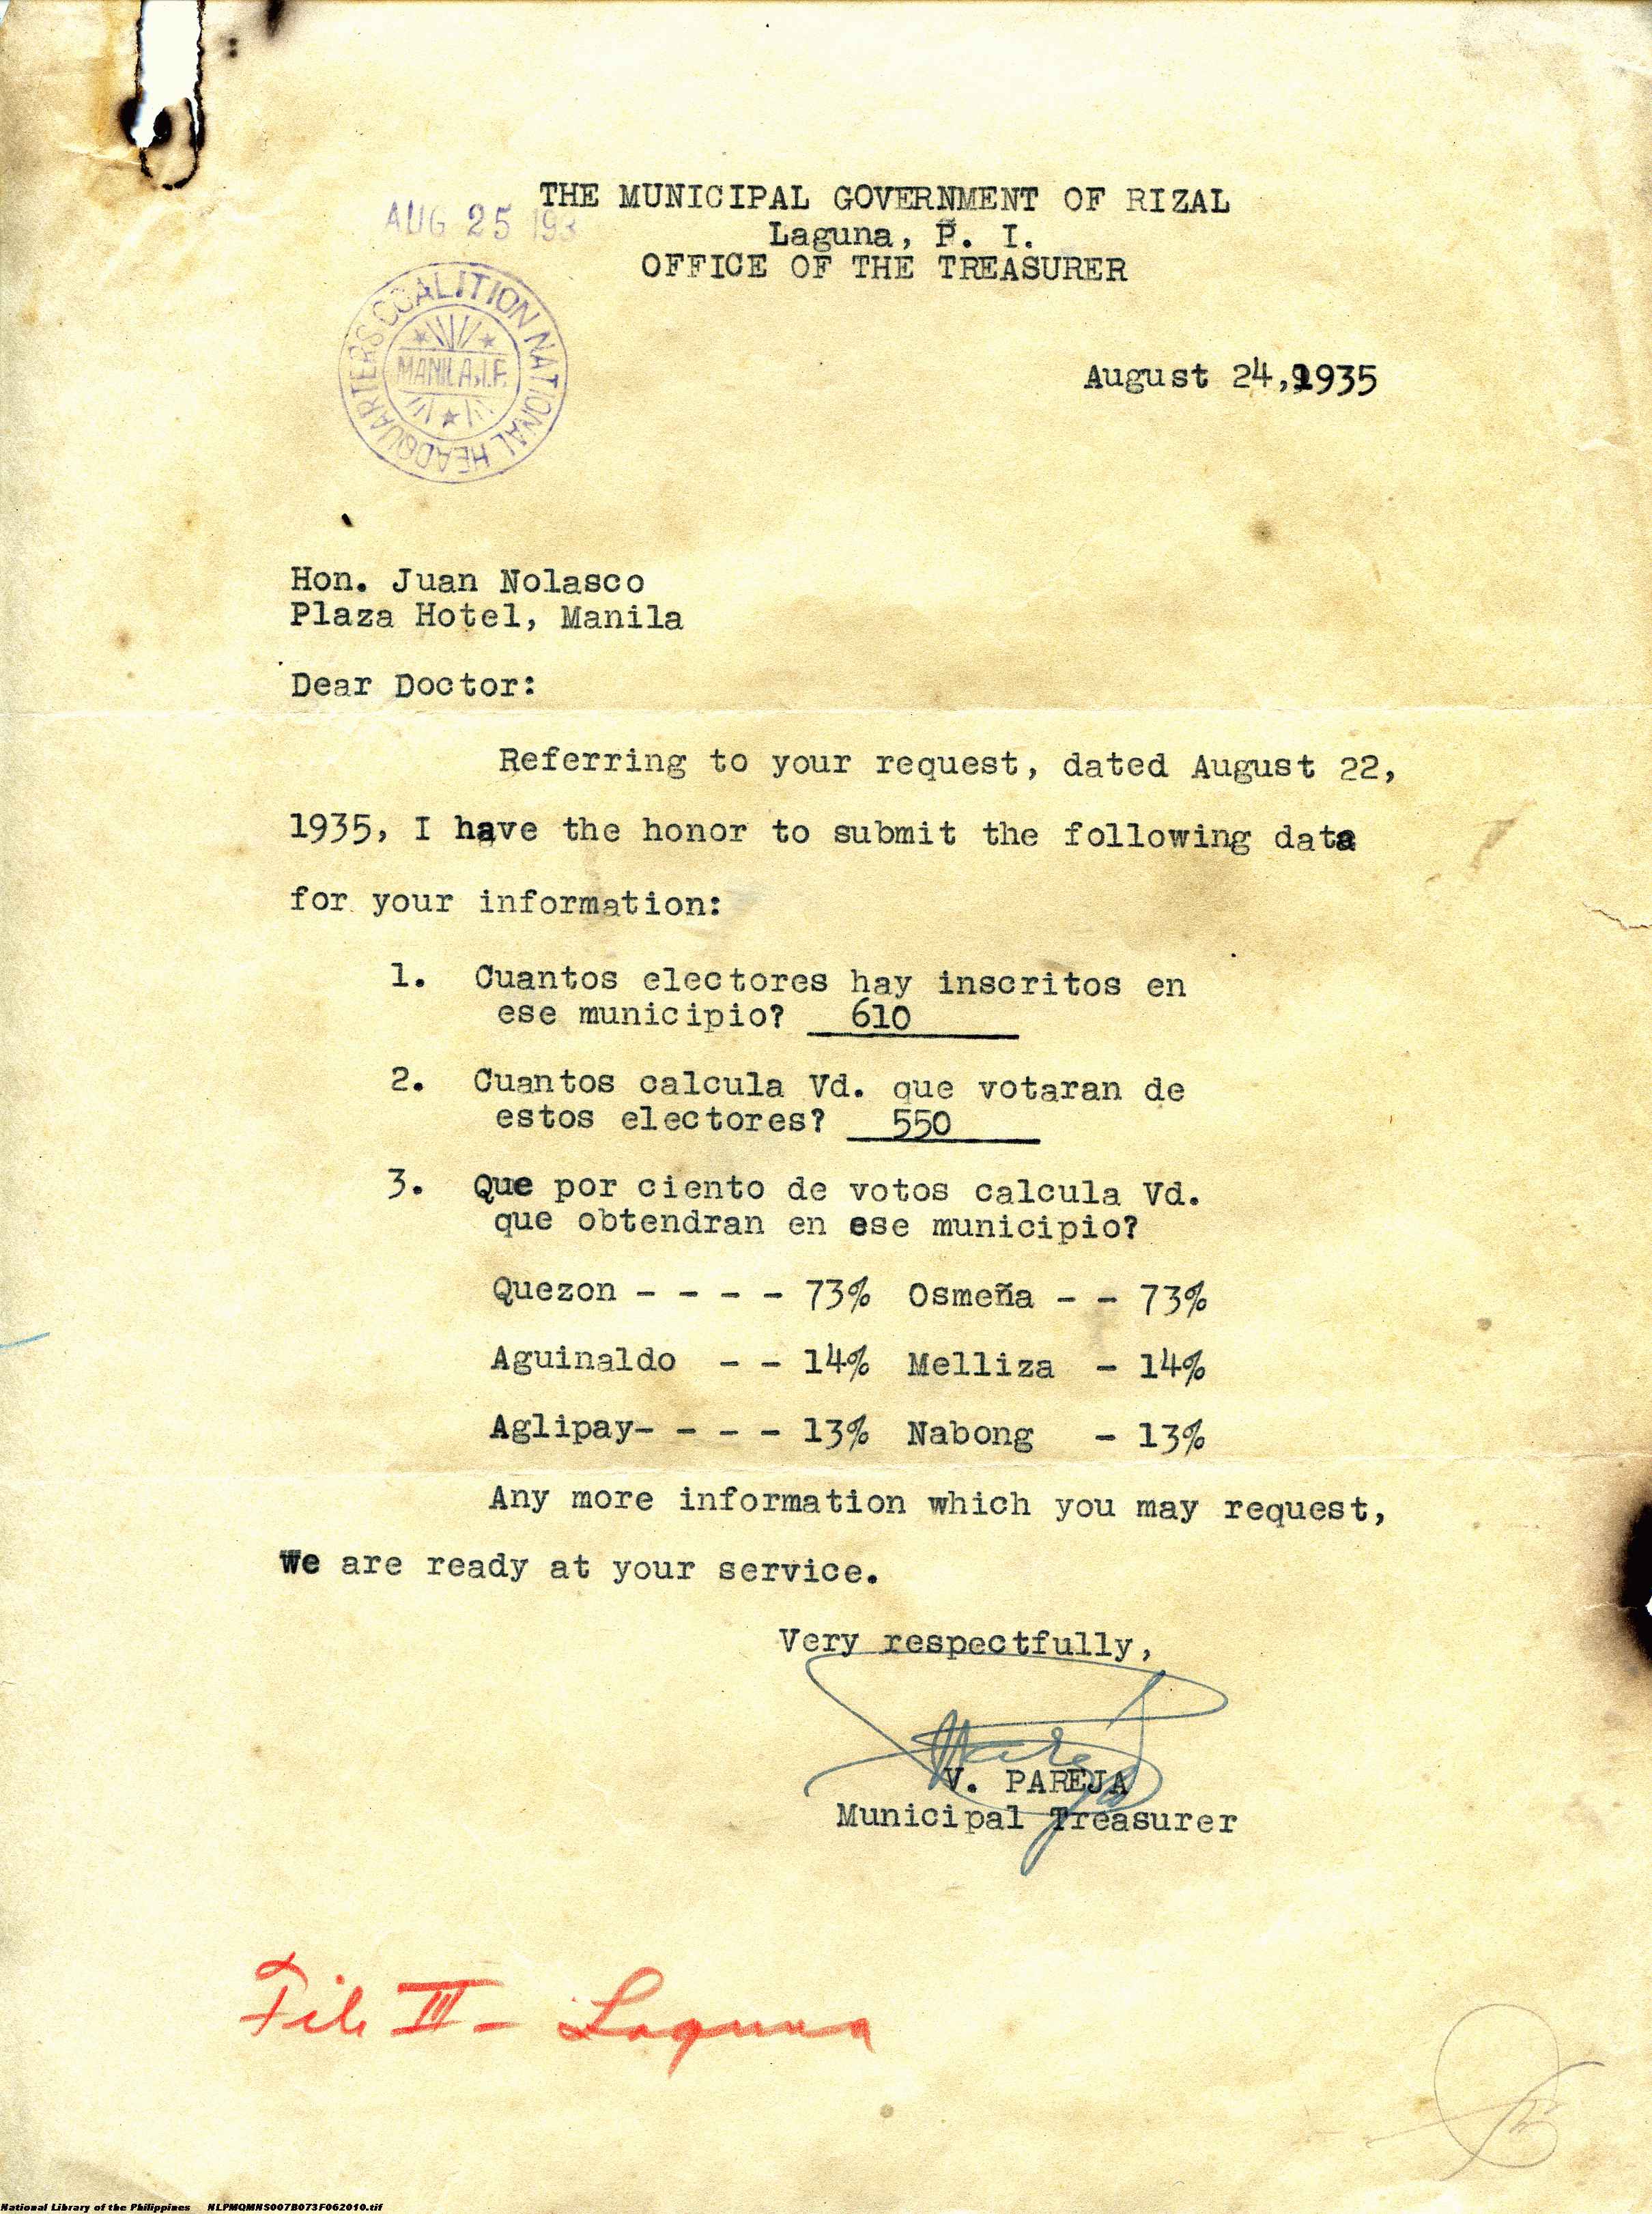 THE MUNICIPAL GOVERNMENT OF RIZAL
Laguna, P. I.
OFFICE OF THE TREASURER
AUG 25 193
COALITION NATIONAL HEADQUARTERS
MANILA, I.F.
August 24, 1935
Hon. Juan Nolasco
Plaza Hotel, Manila
Dear Doctor:
Referring to your request, dated August 22,
1935, I have the honor to submit the following data
for your information:
1. Cuantos electores hay inscritos en
ese municipio? 610
2. Cuantos calcula Vd. que votaran de
estos electores? 550
3. Que por ciento de votos calcula Vd.
que obtendran en ese municipio?
Quezon - - - - 73% Osmeña - - 73%
Aguinaldo - - 14% Melliza - 14%
Aglipay- - - - 13% Nabong - 13%
Any more information which you may request,
We are ready at your service.
Very respectfully,
V. PAREJA
Municipal Treasurer
File III - Laguna
National Library of the Philippines NLPMQMNS007B073F062010.tif